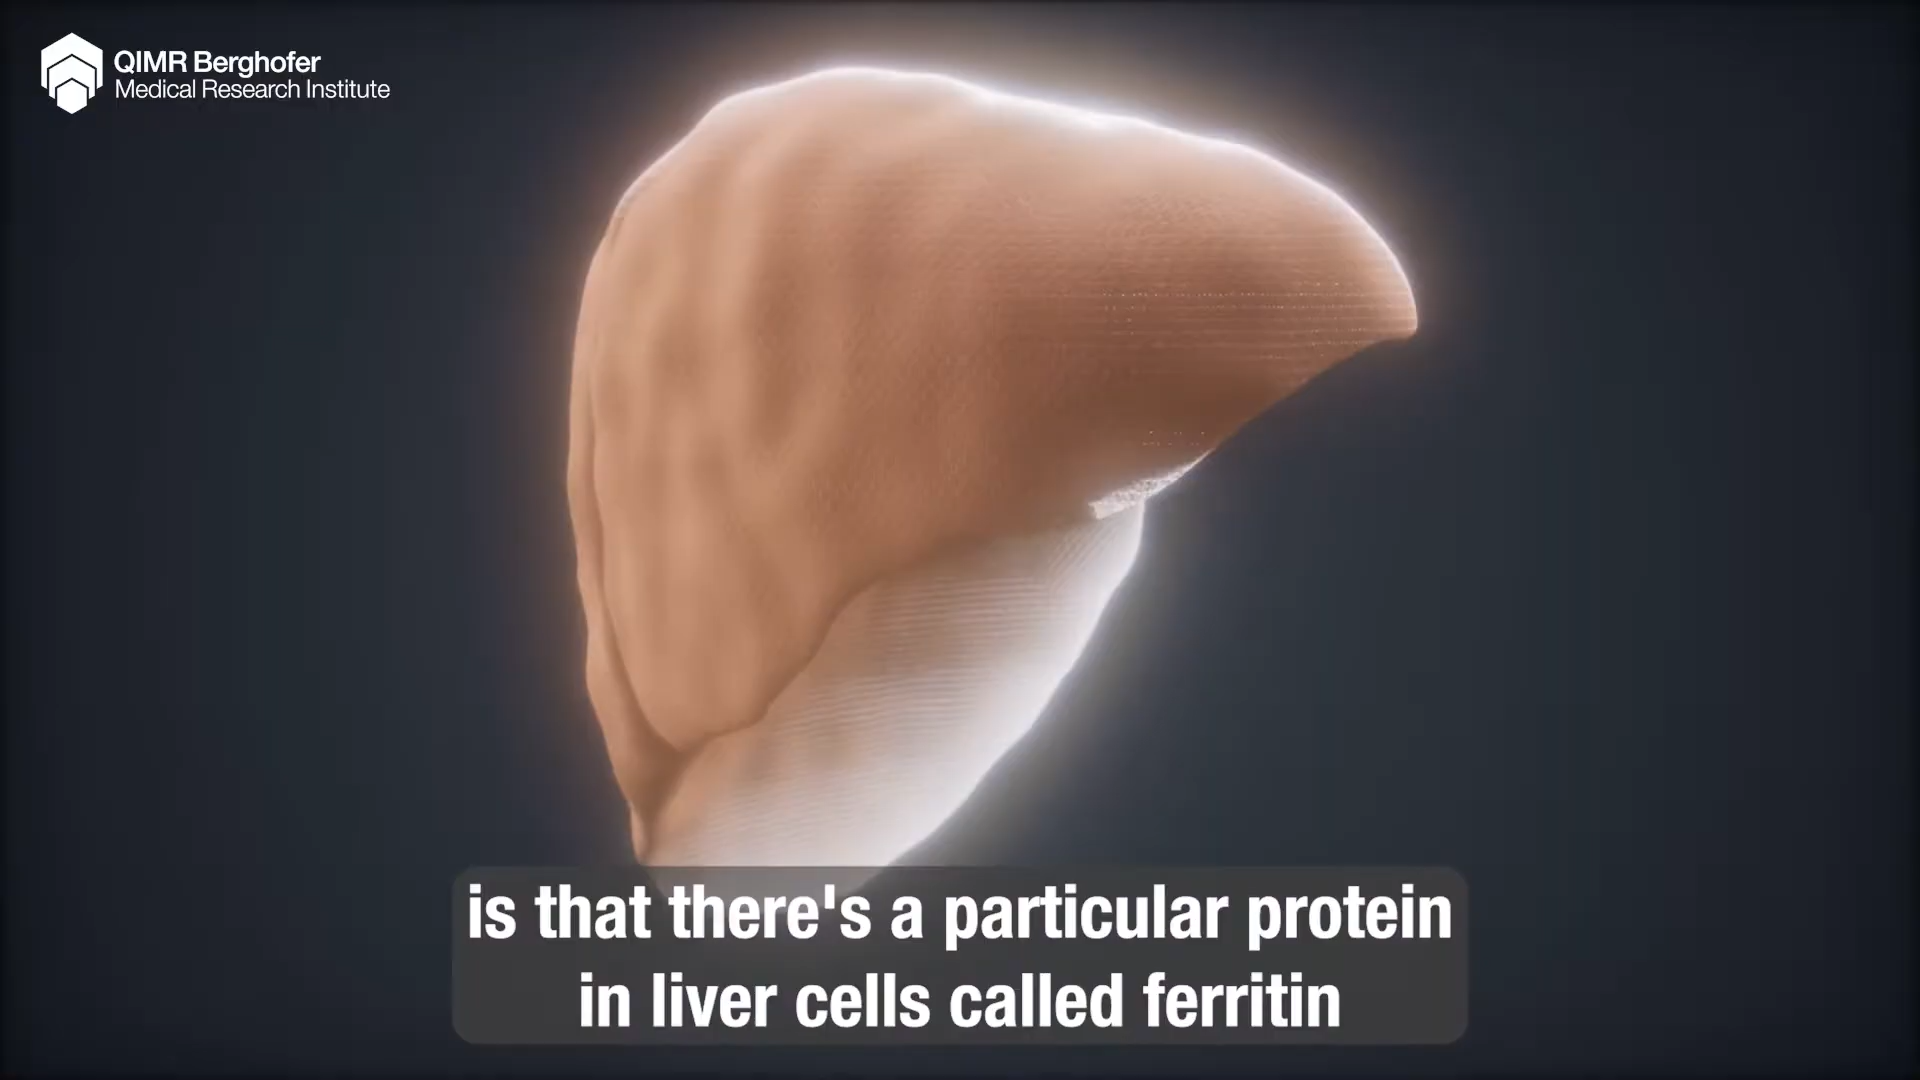 QIMR Berghofer
Medical Research Institute
is that there's a particular protein
in liver cells called ferritin